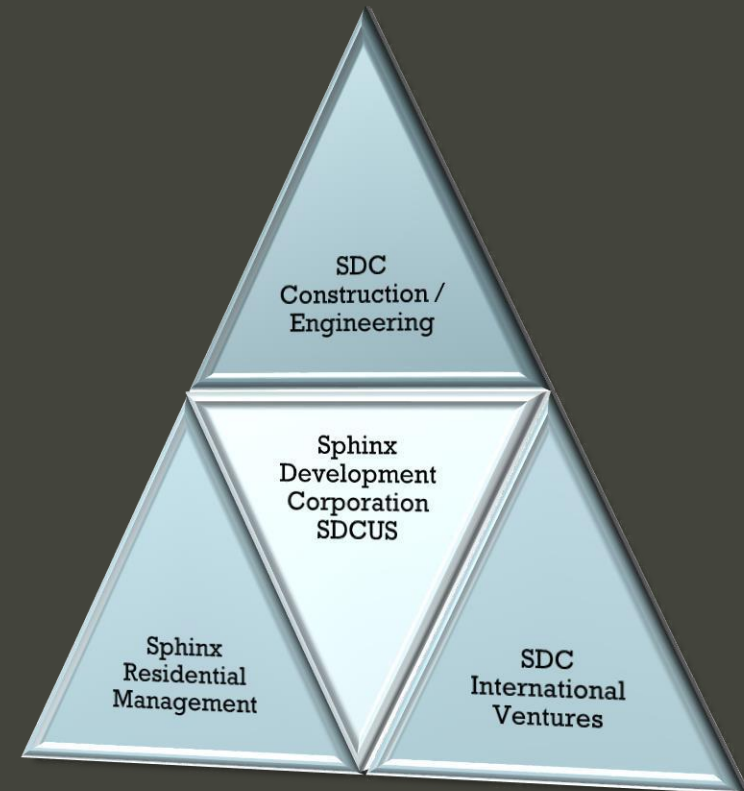 SDC
Construction /
Engineering
Sphinx
Development
Corporation
SDCUS
Sphinx
Residential
Management
SDC
International
Ventures